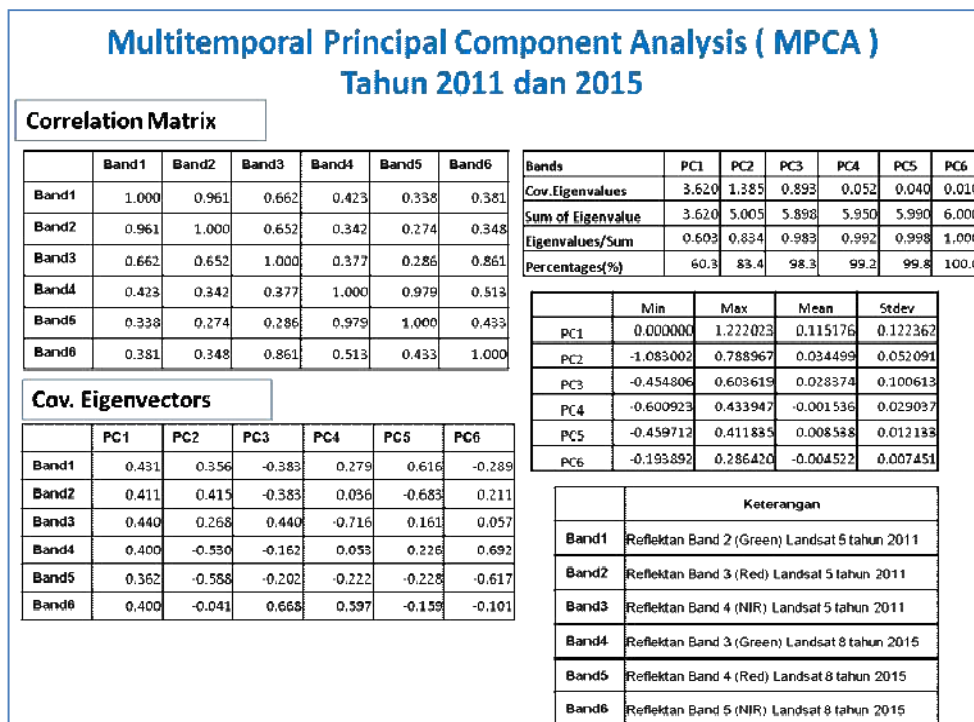 Multitemporal Principal Component Analysis ( MPCA )
Tahun 2011 dan 2015
Correlation Matrix
Band1 Band2 Band3 Band4 Band5 Band6
Band1 1.000 0.961 0.662 0.423 0.338 0.381
Band2 0.961 1.000 0.652 0.342 0.274 0.348
Band3 0.662 0.652 1.000 0.377 0.286 0.861
Band4 0.423 0.342 0.377 1.000 0.979 0.513
Band5 0.338 0.274 0.286 0.979 1.000 0.433
Band6 0.381 0.348 0.861 0.513 0.433 1.000
Cov. Eigenvectors
PC1 PC2 PC3 PC4 PC5 PC6
Band1 0.431 0.356 -0.383 0.279 0.616 -0.289
Band2 0.411 0.415 -0.383 0.036 -0.683 0.211
Band3 0.440 0.268 0.440 -0.716 0.161 0.057
Band4 0.400 -0.530 -0.162 0.053 0.226 0.692
Band5 0.362 -0.588 -0.202 -0.222 -0.228 -0.617
Band6 0.400 -0.041 0.668 0.597 -0.159 -0.101
Bands PC1 PC2 PC3 PC4 PC5 PC6
Cov.Eigenvalues 3.620 1.385 0.893 0.052 0.040 0.010
Sum of Eigenvalue 3.620 5.005 5.898 5.950 5.990 6.000
Eigenvalues/Sum 0.603 0.834 0.983 0.992 0.998 1.000
Percentages(%) 60.3 83.4 98.3 99.2 99.8 100.0
Min Max Mean Stdev
PC1 0.000000 1.222023 0.115176 0.122362
PC2 -1.083002 0.788967 0.034499 0.052091
PC3 -0.454806 0.603619 0.028374 0.100613
PC4 -0.600923 0.433947 -0.001536 0.029037
PC5 -0.459712 0.411835 0.008538 0.012133
PC6 -0.193892 0.286420 -0.004522 0.007451
Keterangan
Band1 Reflektan Band 2 (Green) Landsat 5 tahun 2011
Band2 Reflektan Band 3 (Red) Landsat 5 tahun 2011
Band3 Reflektan Band 4 (NIR) Landsat 5 tahun 2011
Band4 Reflektan Band 3 (Green) Landsat 8 tahun 2015
Band5 Reflektan Band 4 (Red) Landsat 8 tahun 2015
Band6 Reflektan Band 5 (NIR) Landsat 8 tahun 2015